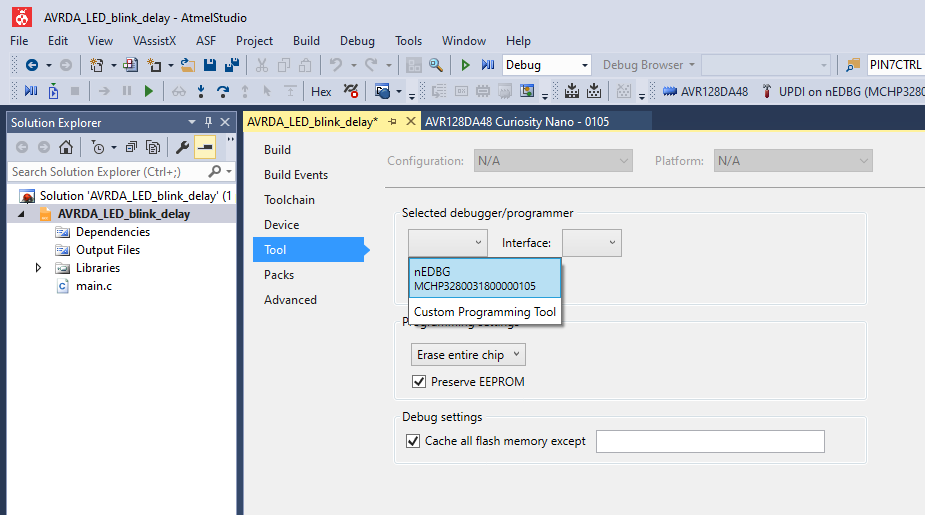 AVRDA_LED_blink_delay - AtmelStudio
File Edit View VAssistX ASF Project Build Debug Tools Window Help
Debug Debug Browser PIN7CTRL
Hex AVR128DA48 UPDI on nEDBG (MCHP3280
Solution Explorer
AVRDA_LED_blink_delay* AVR128DA48 Curiosity Nano - 0105
Search Solution Explorer (Ctrl+;)
Solution 'AVRDA_LED_blink_delay' (1
AVRDA_LED_blink_delay
Dependencies
Output Files
Libraries
main.c
Build
Build Events
Toolchain
Device
Tool
Packs
Advanced
Configuration: N/A Platform: N/A
Selected debugger/programmer
Interface:
nEDBG
MCHP3280031800000105
Custom Programming Tool
Programming settings
Erase entire chip
Preserve EEPROM
Debug settings
Cache all flash memory except